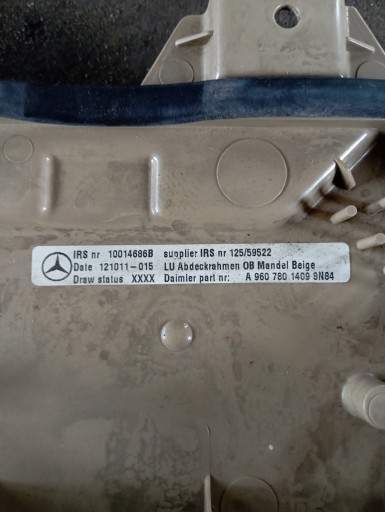 IRS nr 10014686B supplier IRS nr 125/59522
Date 121011-015 LU Abdeckrahmen OB Mandel Beige
Draw status XXXX Daimler part nr: A 960 780 1409 9N84